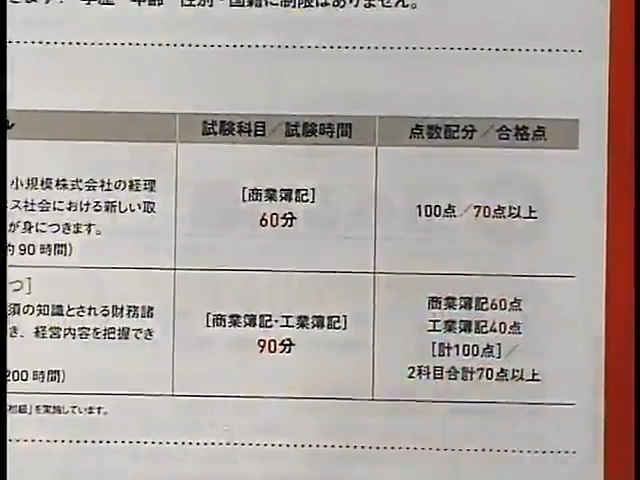 学歴・年齢・性別・国籍に制限はありません。
試験科目／試験時間
点数配分／合格点
小規模株式会社の経理
ス社会における新しい取
が身につきます。
約90時間）
[商業簿記]
60分
100点／70点以上
つ］
須の知識とされる財務諸
き、経営内容を把握でき
200時間）
[商業簿記・工業簿記]
90分
商業簿記60点
工業簿記40点
[計100点]／
2科目合計70点以上
初級」を実施しています。